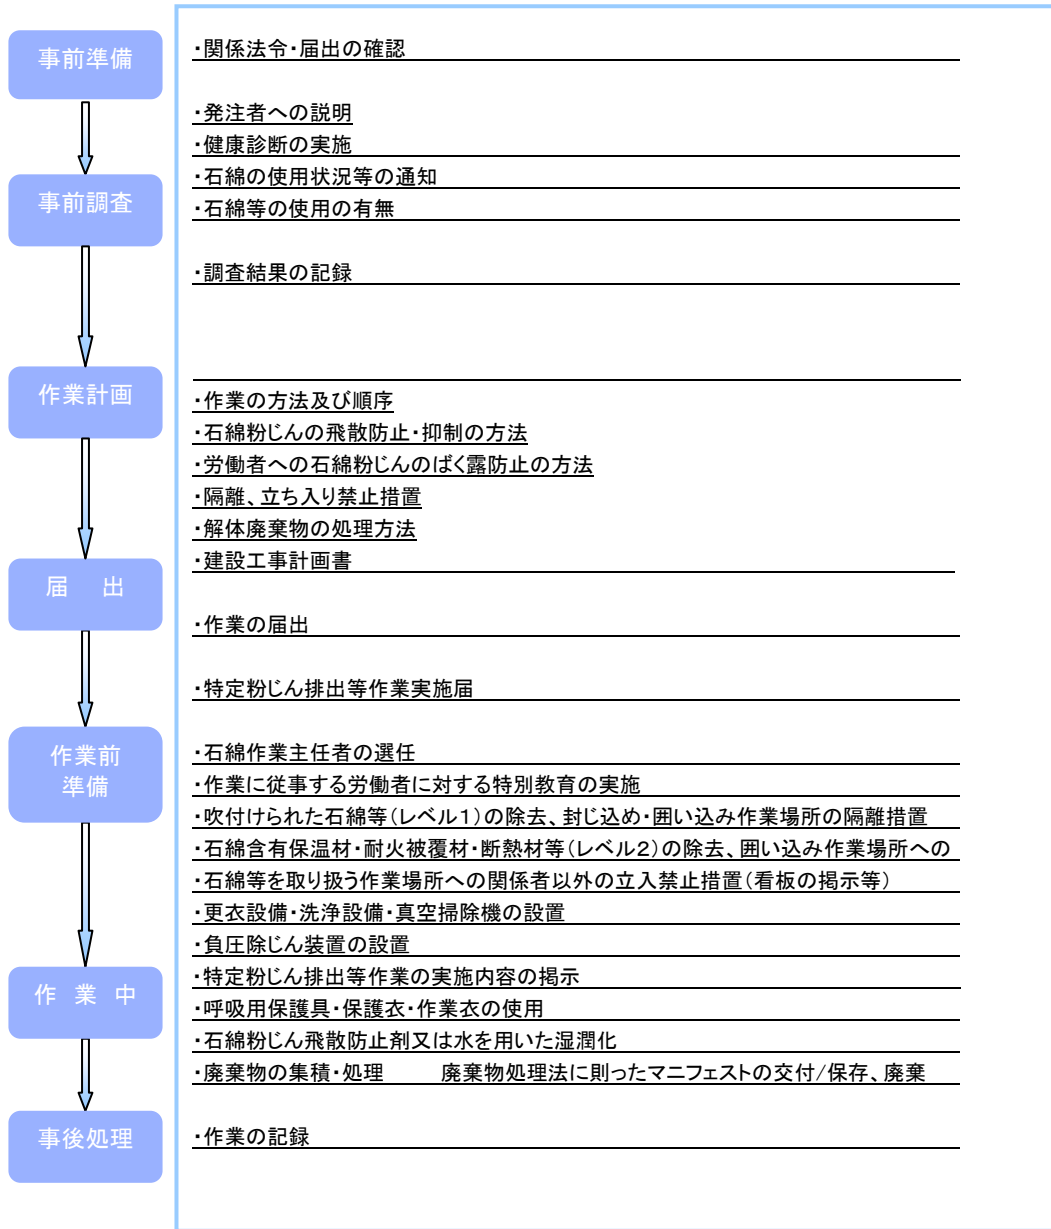 事前準備
・関係法令・届出の確認
・発注者への説明
・健康診断の実施
・石綿の使用状況等の通知
事前調査
・石綿等の使用の有無
・調査結果の記録
作業計画
・作業の方法及び順序
・石綿粉じんの飛散防止・抑制の方法
・労働者への石綿粉じんのばく露防止の方法
・隔離、立ち入り禁止措置
・解体廃棄物の処理方法
・建設工事計画書
届 出
・作業の届出
・特定粉じん排出等作業実施届
作業前
準備
・石綿作業主任者の選任
・作業に従事する労働者に対する特別教育の実施
・吹付けられた石綿等(レベル1)の除去、封じ込め・囲い込み作業場所の隔離措置
・石綿含有保温材・耐火被覆材・断熱材等(レベル2)の除去、囲い込み作業場所への
・石綿等を取り扱う作業場所への関係者以外の立入禁止措置(看板の掲示等)
・更衣設備・洗浄設備・真空掃除機の設置
・負圧除じん装置の設置
・特定粉じん排出等作業の実施内容の掲示
作 業 中
・呼吸用保護具・保護衣・作業衣の使用
・石綿粉じん飛散防止剤又は水を用いた湿潤化
・廃棄物の集積・処理 廃棄物処理法に則ったマニフェストの交付/保存、廃棄
事後処理
・作業の記録